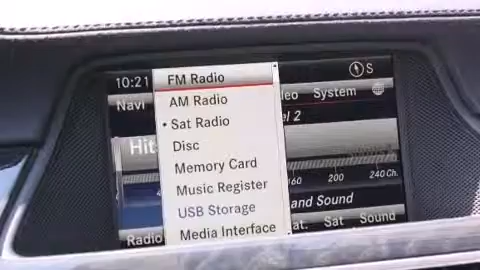 10:21
FM Radio
S
Navi
AM Radio
deo System
• Sat Radio
el 2
Disc
Hits
Memory Card
160 200 240 Ch.
Music Register
and Sound
USB Storage
Radio
Media Interface
at. Sat Sound